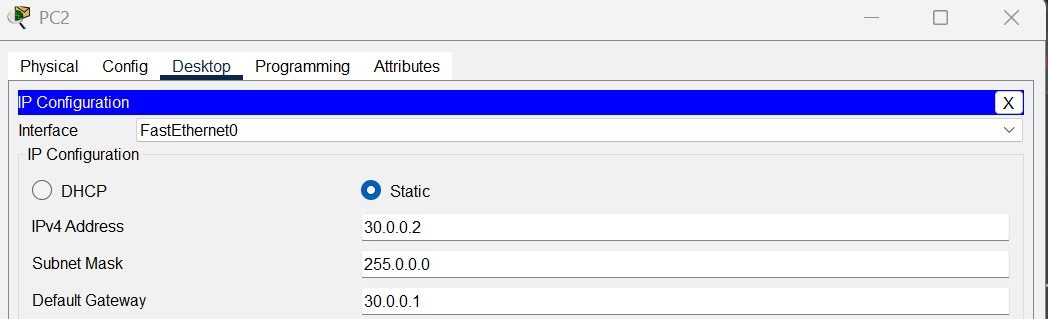 PC2
Physical Config Desktop Programming Attributes
IP Configuration X
Interface FastEthernet0
IP Configuration
DHCP Static
IPv4 Address 30.0.0.2
Subnet Mask 255.0.0.0
Default Gateway 30.0.0.1